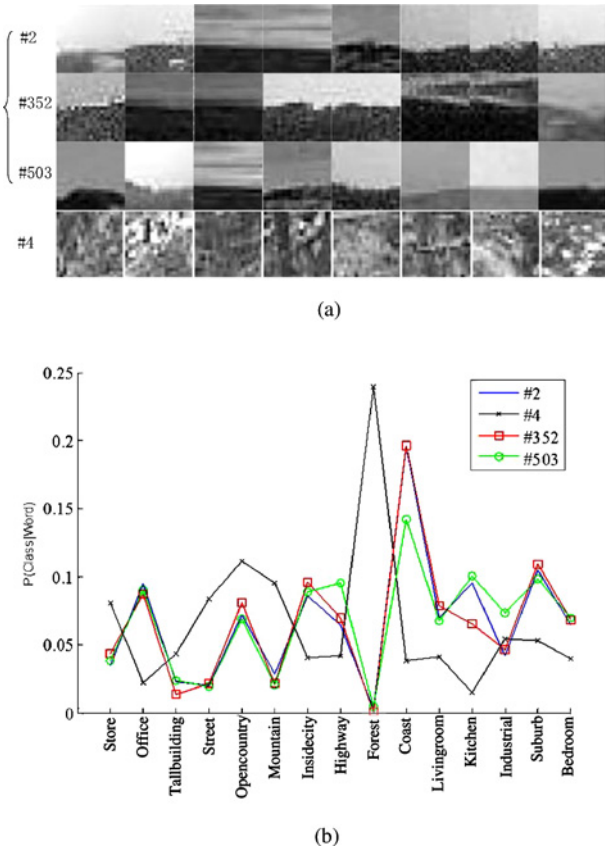 #2
#352
#503
#4
(a)
0.25
0.2
0.15
0.1
0.05
0
P(Class|Word)
#2
#4
#352
#503
Store
Office
Tallbuilding
Street
Opencountry
Mountain
Insidecity
Highway
Forest
Coast
Livingroom
Kitchen
Industrial
Suburb
Bedroom
(b)